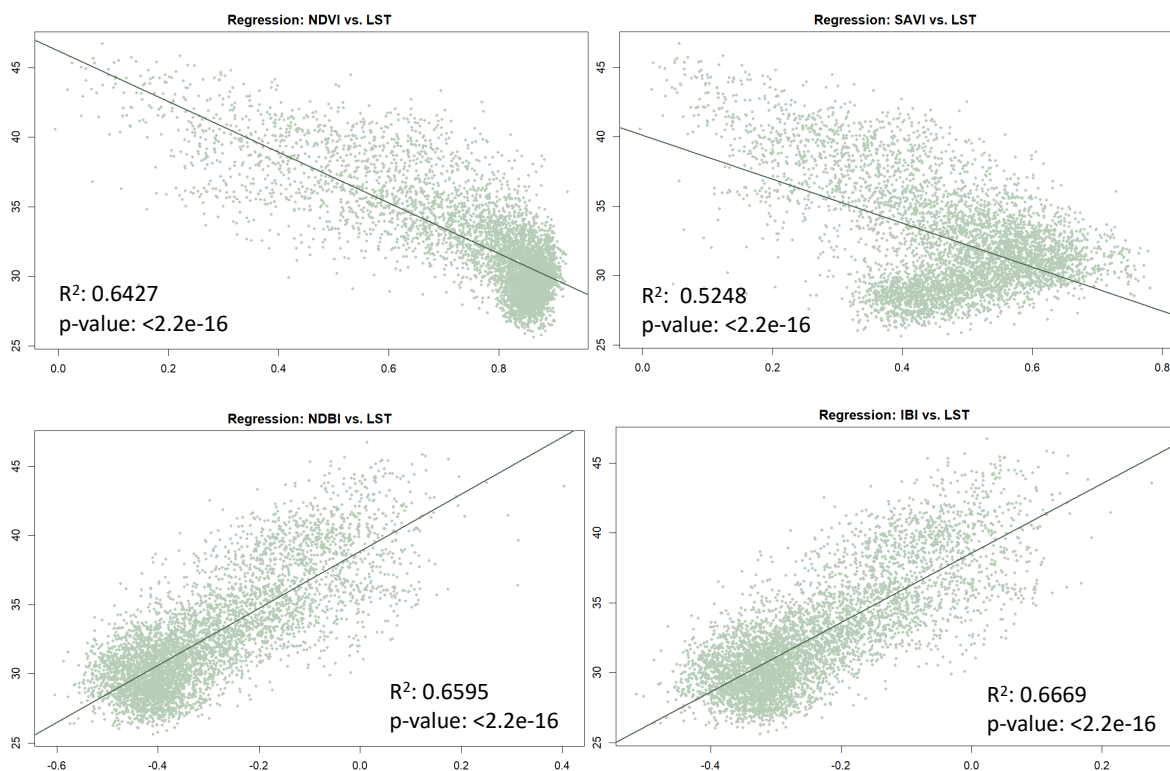 Regression: NDVI vs. LST
45
40
35
30
25
R²: 0.6427
p-value: <2.2e-16
0.0 0.2 0.4 0.6 0.8
Regression: SAVI vs. LST
45
40
35
30
25
R²: 0.5248
p-value: <2.2e-16
0.0 0.2 0.4 0.6 0.8
Regression: NDBI vs. LST
45
40
35
30
25
R²: 0.6595
p-value: <2.2e-16
-0.6 -0.4 -0.2 0.0 0.2 0.4
Regression: IBI vs. LST
45
40
35
30
25
R²: 0.6669
p-value: <2.2e-16
-0.4 -0.2 0.0 0.2